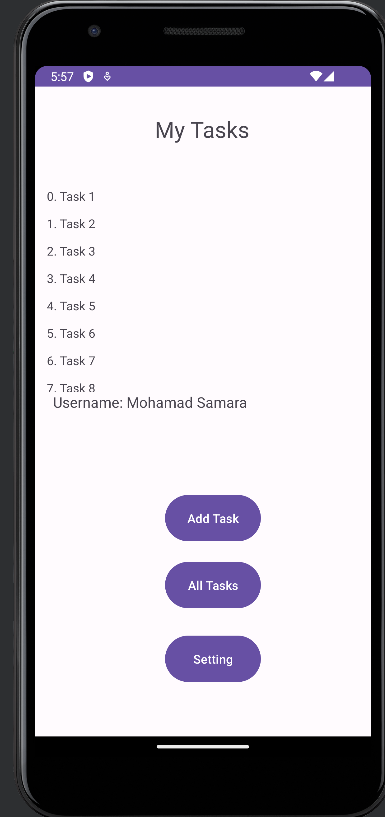 5:57
My Tasks
0. Task 1
1. Task 2
2. Task 3
3. Task 4
4. Task 5
5. Task 6
6. Task 7
7. Task 8
Username: Mohamad Samara
Add Task
All Tasks
Setting